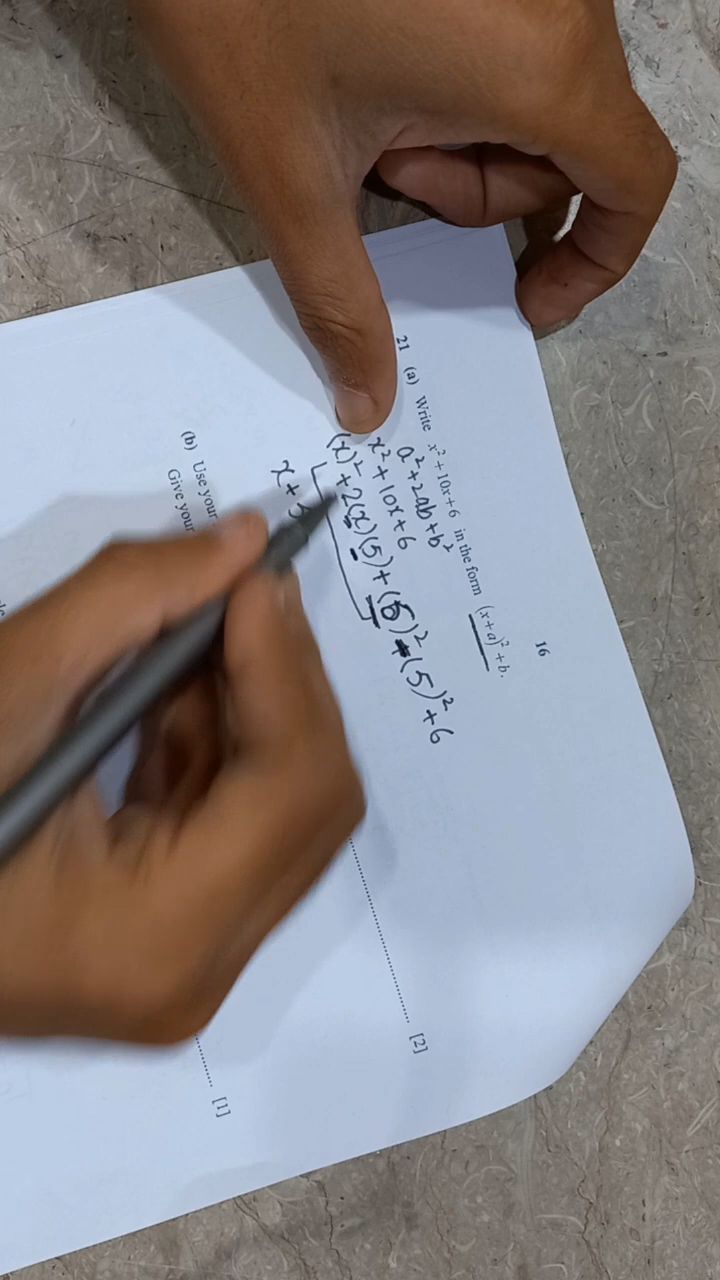 16
21 (a) Write x² + 10x + 6 in the form (x + a)² + b.
a² + 2ab + b²
x² + 10x + 6
(x)² + 2(x)(5) + (5)² - (5)² + 6
x + 5
[2]
(b) Use your
Give your
[1]